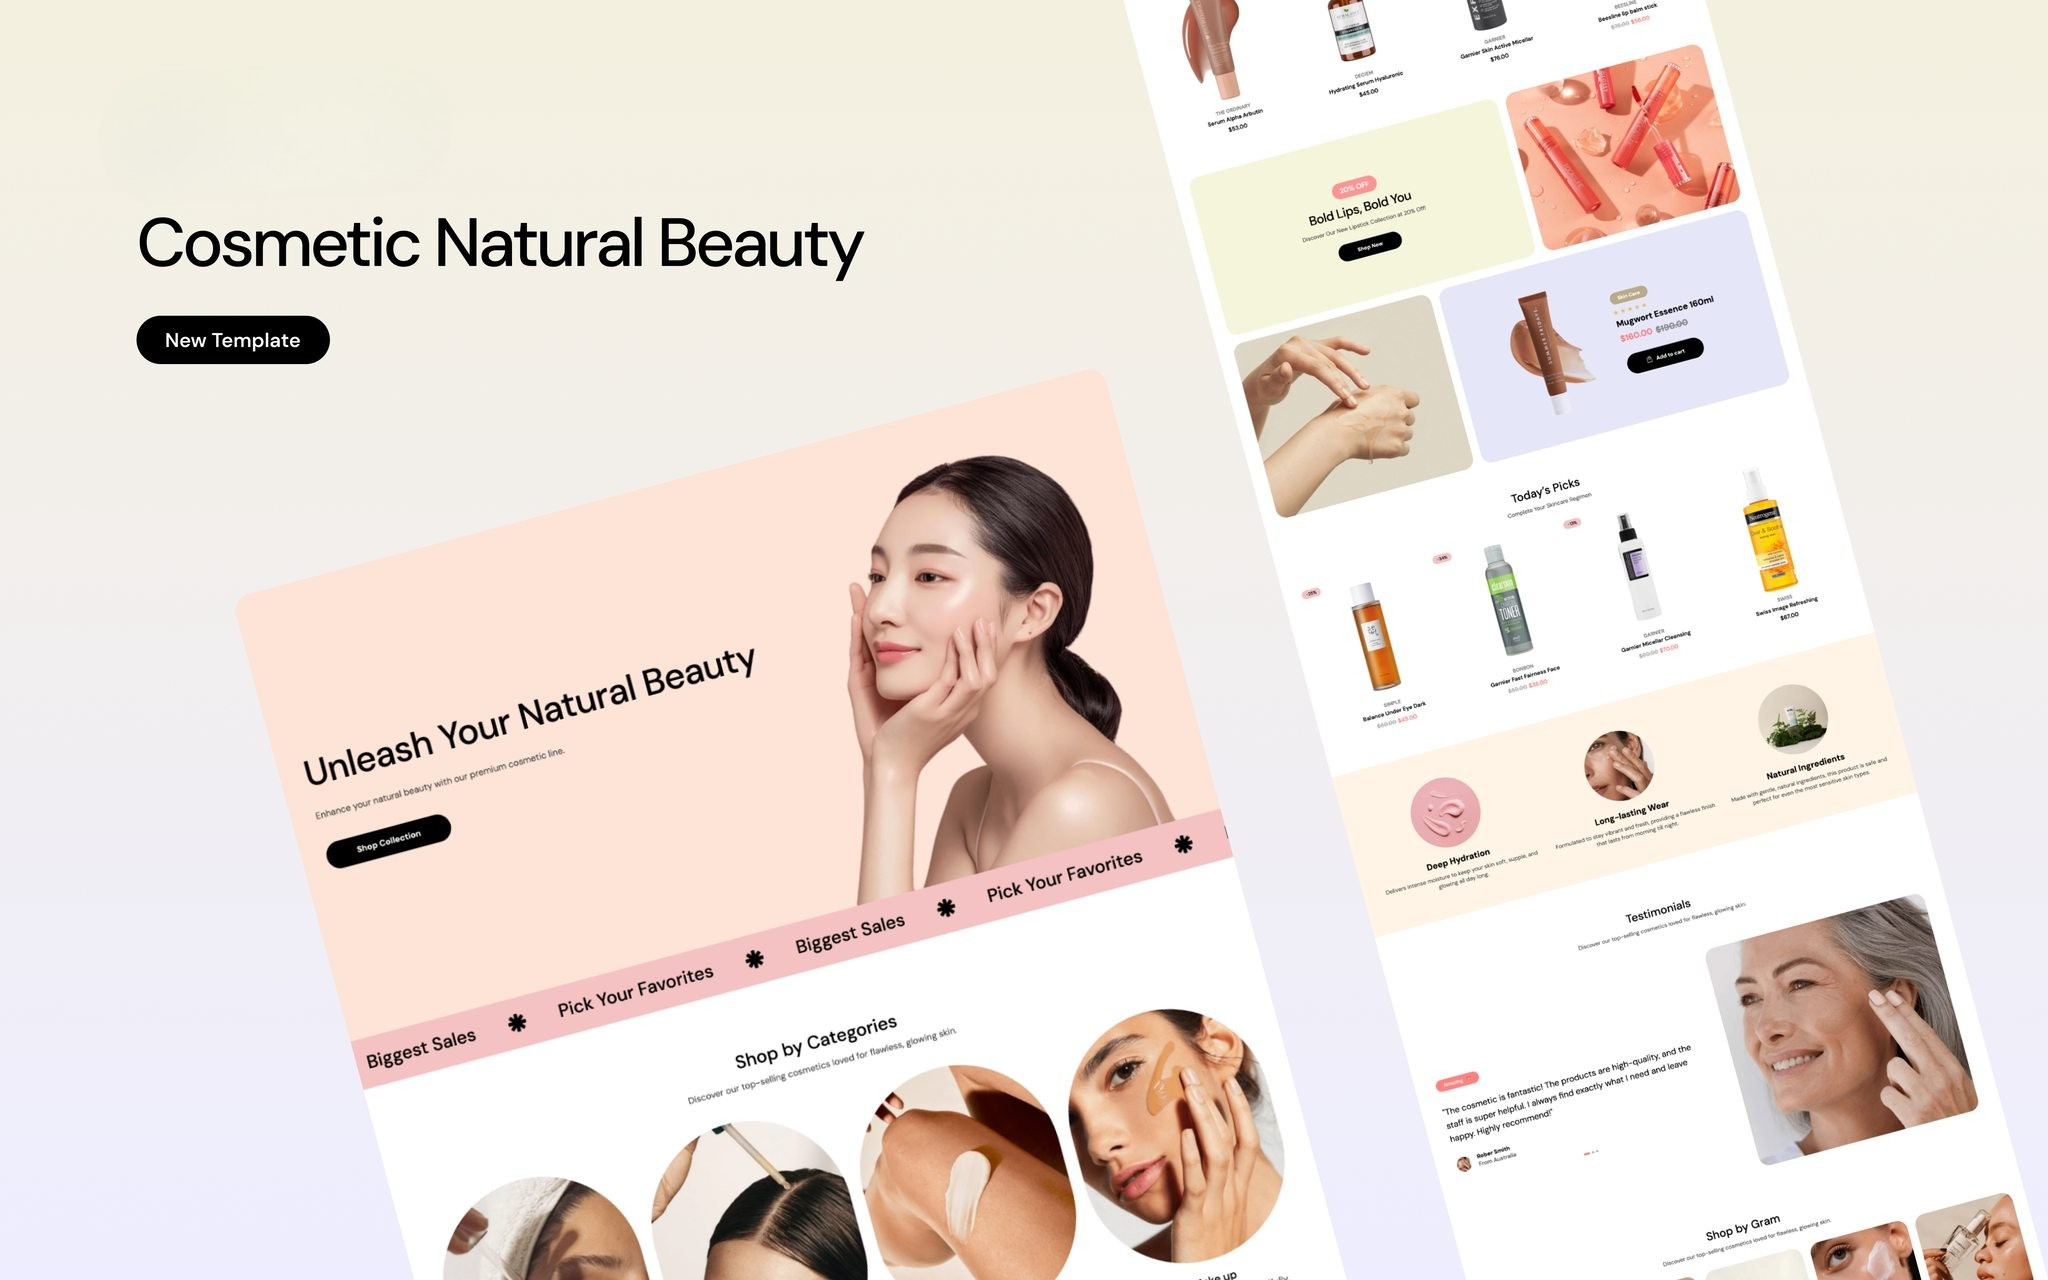 Cosmetic Natural Beauty
New Template
Unleash Your Natural Beauty
Enhance your natural beauty with our premium cosmetic line.
Shop Collection
Biggest Sales
Pick Your Favorites
Biggest Sales
Pick Your Favorites
Shop by Categories
Discover our top-selling cosmetics loved for flawless, glowing skin.
THE ORDINARY
Serum Alpha Arbutin
$53.00
DECIEM
Hydrating Serum Hyaluronic
$45.00
GARNIER
Garnier Skin Active Micellar
$76.00
BEESLINE
Beesline lip balm stick
$76.00 $56.00
20% OFF
Bold Lips, Bold You
Discover Our New Lipstick Collection at 20% Off!
Shop Now
SUMMER FRIDAYS
Skin Care
Mugwort Essence 160ml
$160.00 $190.00
Add to cart
Today's Picks
Complete Your Skincare Regimen
SIMPLE
Balance Under Eye Dark
$60.00 $45.00
-34%
TONER
BONBON
Garnier Fast Fairness Face
GARNIER
Garnier Micellar Cleansing
$70.00
Neutrogena
SWISS
Swiss Image Refreshing
$87.00
Deep Hydration
Delivers intense moisture to keep your skin soft, supple, and
glowing all day long.
Long-lasting Wear
Formulated to stay vibrant and fresh, providing a flawless finish
that lasts from morning till night.
Natural Ingredients
Made with gentle, natural ingredients, this product is safe and
perfect for even the most sensitive skin types.
Testimonials
Discover our top-selling cosmetics loved for flawless, glowing skin.
Amazing
"The cosmetic is fantastic! The products are high-quality, and the
staff is super helpful. I always find exactly what I need and leave
happy. Highly recommend!"
Reber Smith
From Australia
Shop by Gram
Discover our top-selling cosmetics loved for flawless, glowing skin.